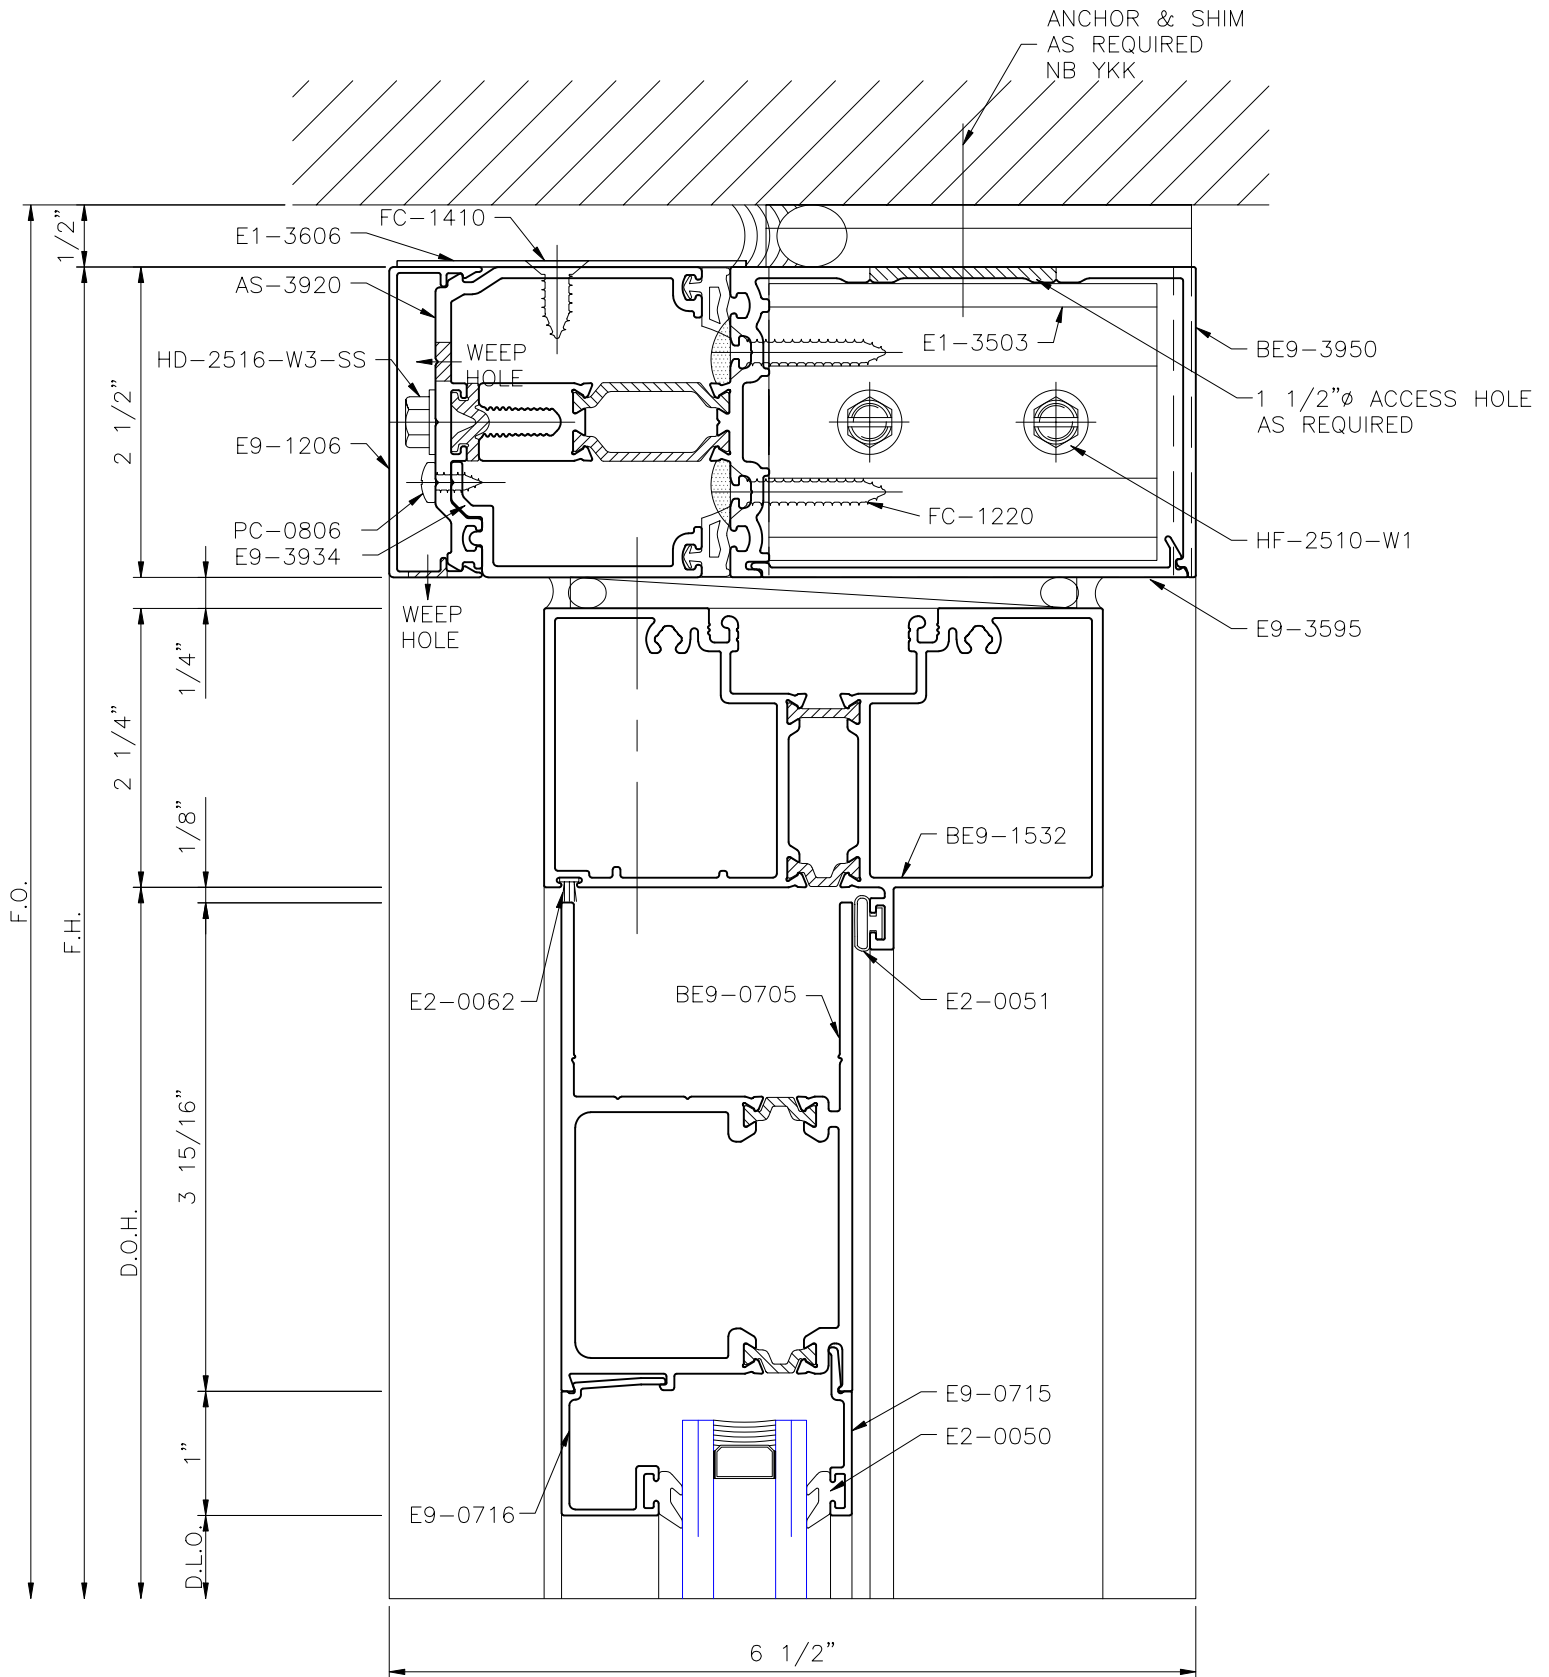 ANCHOR & SHIM
AS REQUIRED
NB YKK
1/2"
FC-1410
E1-3606
AS-3920
HD-2516-W3-SS
WEEP
HOLE
E1-3503
BE9-3950
1 1/2"ø ACCESS HOLE
AS REQUIRED
2 1/2"
E9-1206
PC-0806
E9-3934
FC-1220
HF-2510-W1
WEEP
HOLE
E9-3595
1/4"
2 1/4"
1/8"
BE9-1532
F.O.
F.H.
E2-0062
BE9-0705
E2-0051
3 15/16"
D.O.H.
E9-0715
E2-0050
1"
E9-0716
D.L.O.
6 1/2"